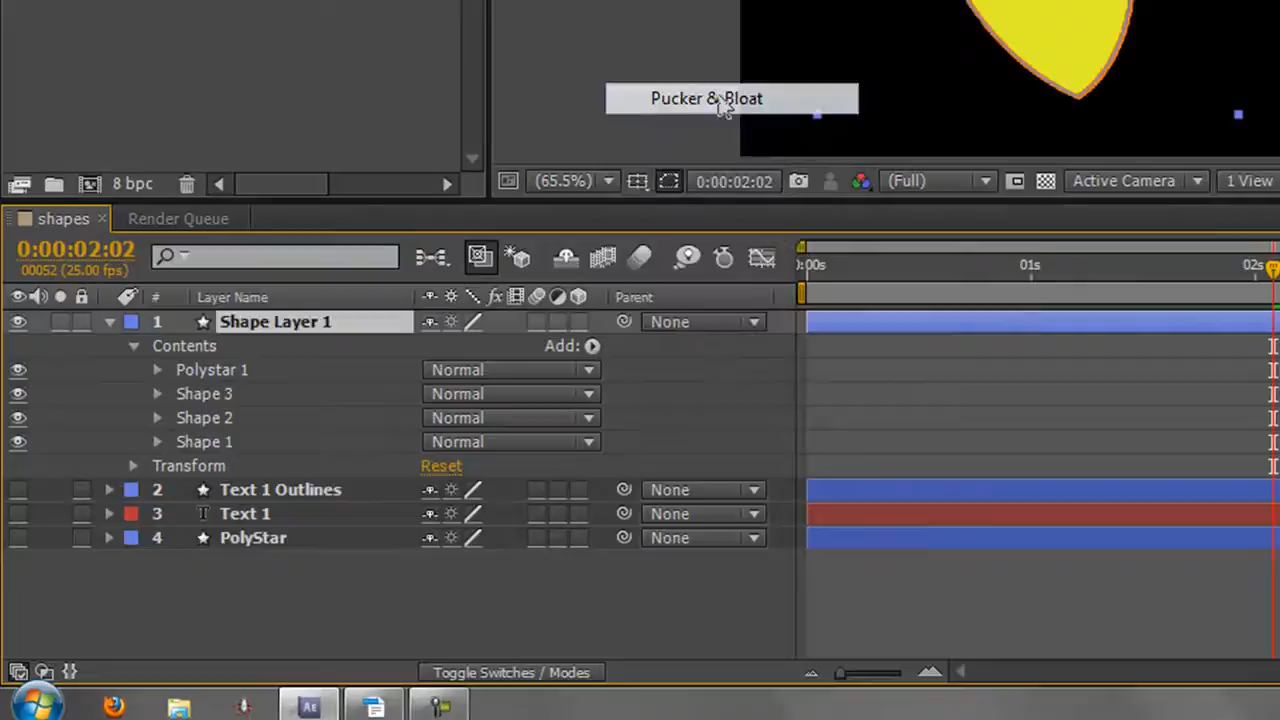 Pucker & Bloat
8 bpc
(65.5%)
0:00:02:02
(Full)
Active Camera
1 View
shapes
Render Queue
0:00:02:02
00052 (25.00 fps)
:00s
01s
02s
#
Layer Name
fx
Parent
1
Shape Layer 1
None
Contents
Add:
Polystar 1
Normal
Shape 3
Normal
Shape 2
Normal
Shape 1
Normal
Transform
Reset
2
Text 1 Outlines
None
3
T
Text 1
None
4
PolyStar
None
Toggle Switches / Modes
Ae